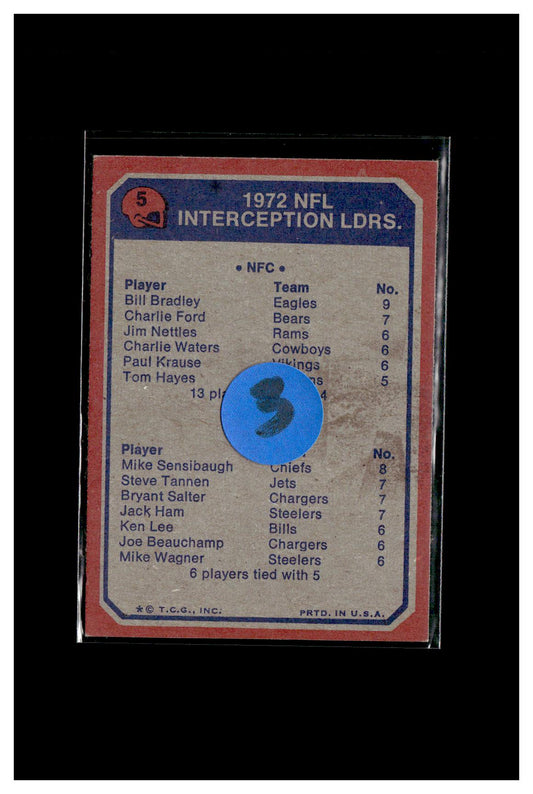 5
1972 NFL
INTERCEPTION LDRS.
• NFC •
Player Team No.
Bill Bradley Eagles 9
Charlie Ford Bears 7
Jim Nettles Rams 6
Charlie Waters Cowboys 6
Paul Krause Vikings 6
Tom Hayes 5
13 4
3
Player No.
Mike Sensibaugh Chiefs 8
Steve Tannen Jets 7
Bryant Salter Chargers 7
Jack Ham Steelers 7
Ken Lee Bills 6
Joe Beauchamp Chargers 6
Mike Wagner Steelers 6
6 players tied with 5
*© T.C.G., INC. PRTD. IN U.S.A.